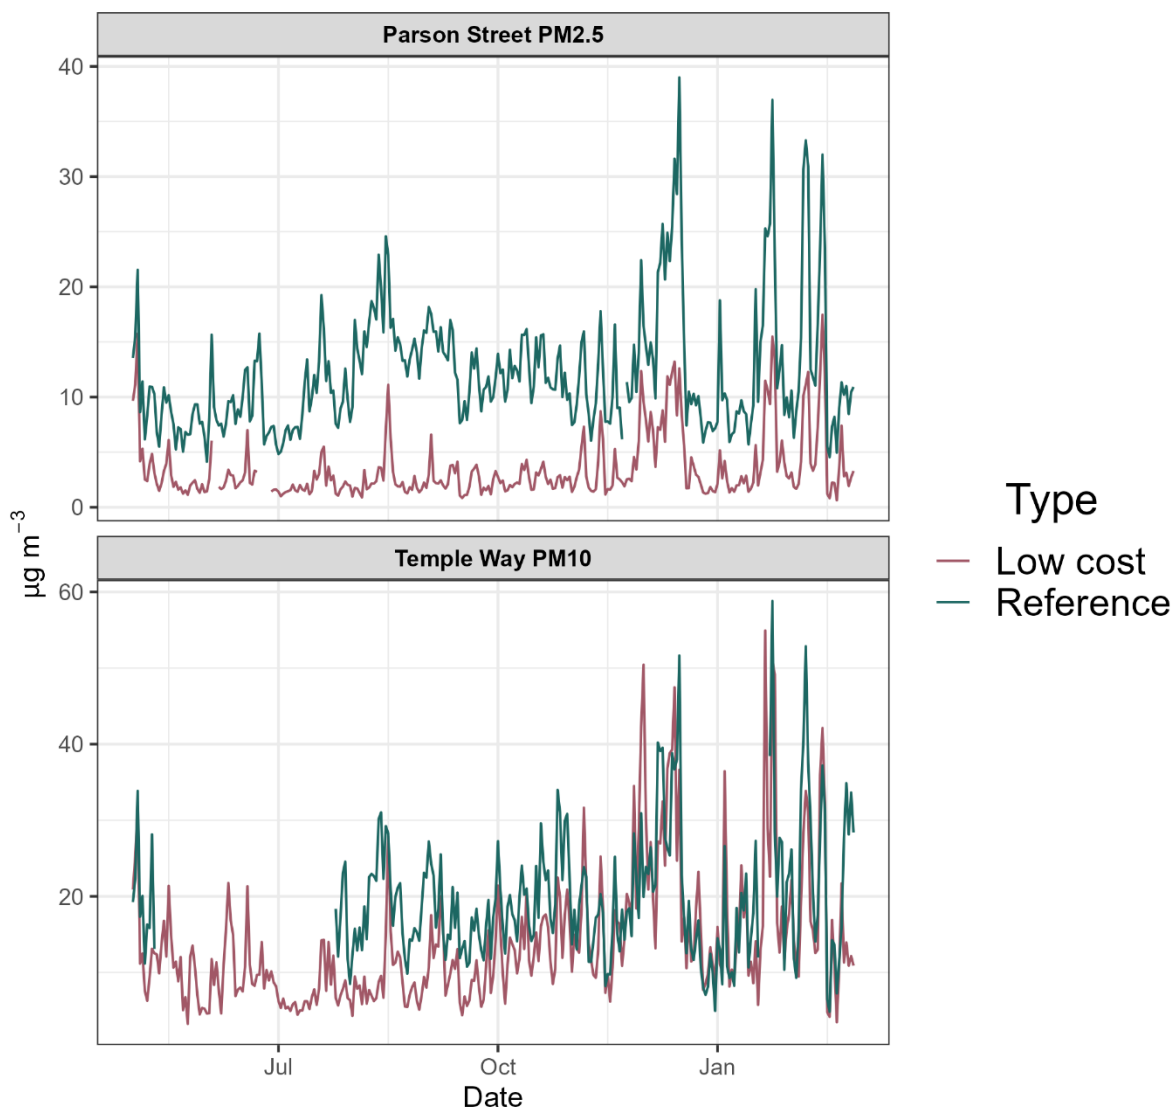 Parson Street PM2.5
40
30
20
10
0
Temple Way PM10
60
40
20
Jul
Oct
Jan
Date
µg m⁻³
Type
Low cost
Reference